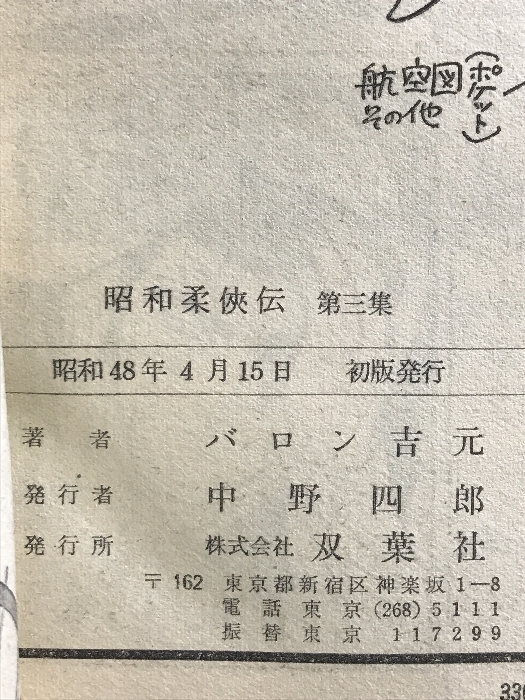 航空図(ポケット)
その他
昭和柔俠伝 第三集
昭和48年4月15日 初版発行
著者 バロン吉元
発行者 中野四郎
発行所 株式会社 双葉社
〒162 東京都新宿区神楽坂1—8
電話東京(268)5111
振替東京 117299